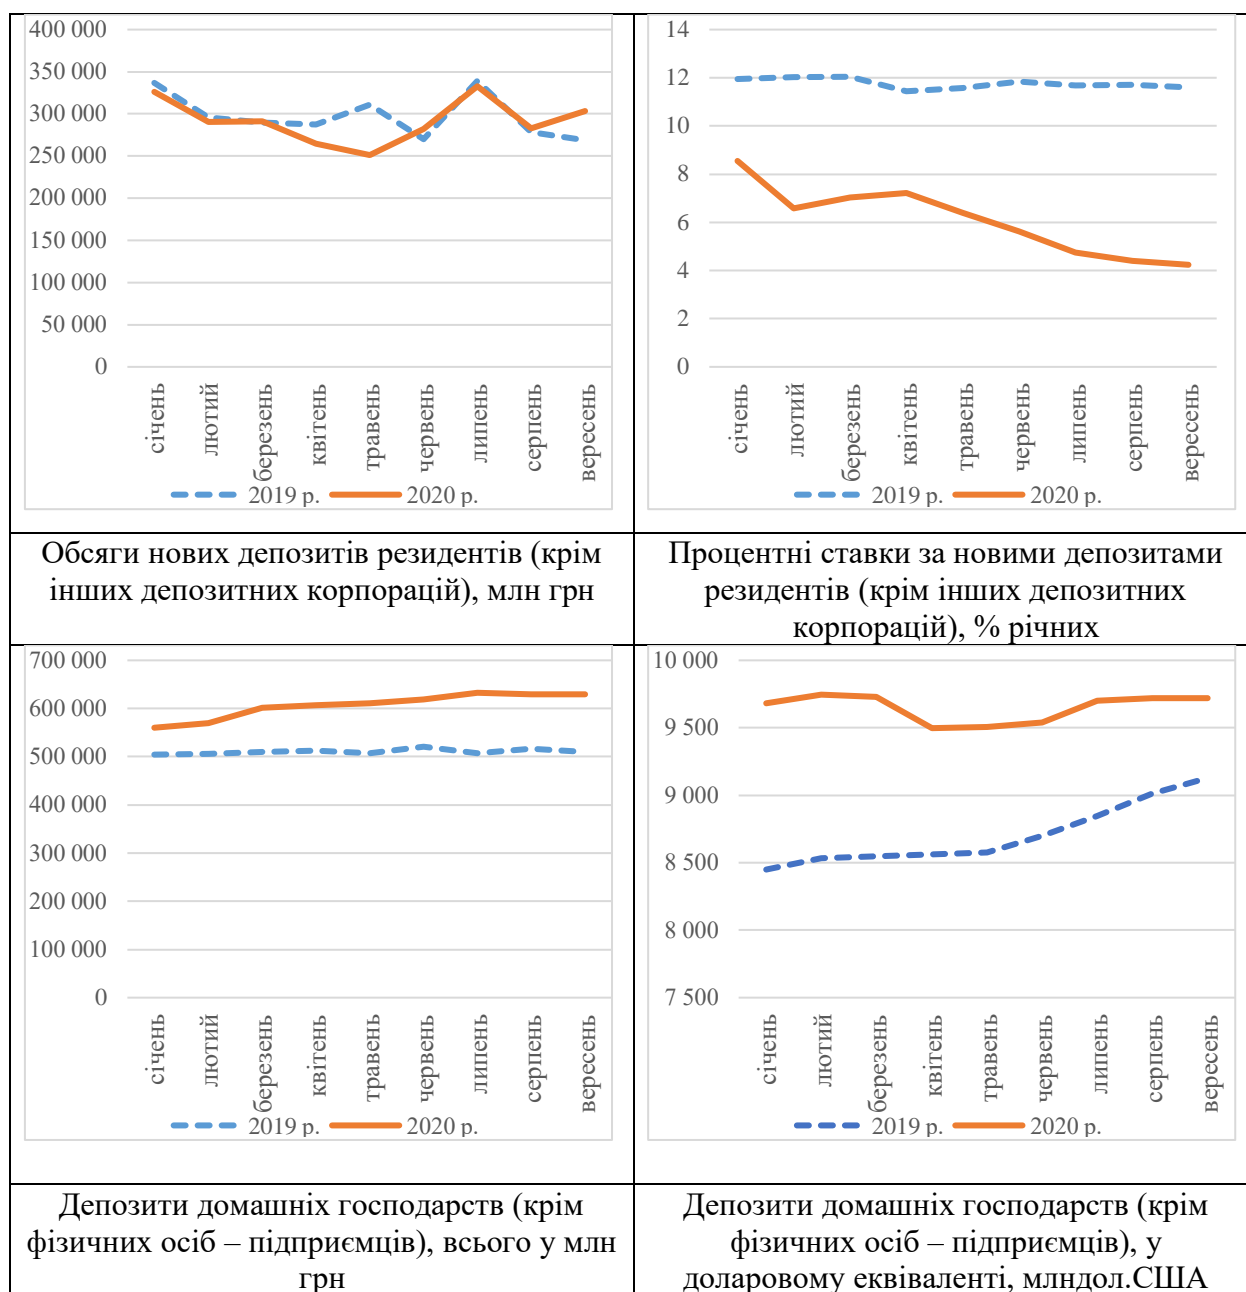 400 000
350 000
300 000
250 000
200 000
150 000
100 000
50 000
0
січень
лютий
березень
квітень
травень
червень
липень
серпень
вересень
2019 р.
2020 р.
14
12
10
8
6
4
2
0
січень
лютий
березень
квітень
травень
червень
липень
серпень
вересень
2019 р.
2020 р.
Обсяги нових депозитів резидентів (крім
інших депозитних корпорацій), млн грн
Процентні ставки за новими депозитами
резидентів (крім інших депозитних
корпорацій), % річних
700 000
600 000
500 000
400 000
300 000
200 000
100 000
0
січень
лютий
березень
квітень
травень
червень
липень
серпень
вересень
2019 р.
2020 р.
10 000
9 500
9 000
8 500
8 000
7 500
січень
лютий
березень
квітень
травень
червень
липень
серпень
вересень
2019 р.
2020 р.
Депозити домашніх господарств (крім
фізичних осіб – підприємців), всього у млн
грн
Депозити домашніх господарств (крім
фізичних осіб – підприємців), у
доларовому еквіваленті, млндол.США